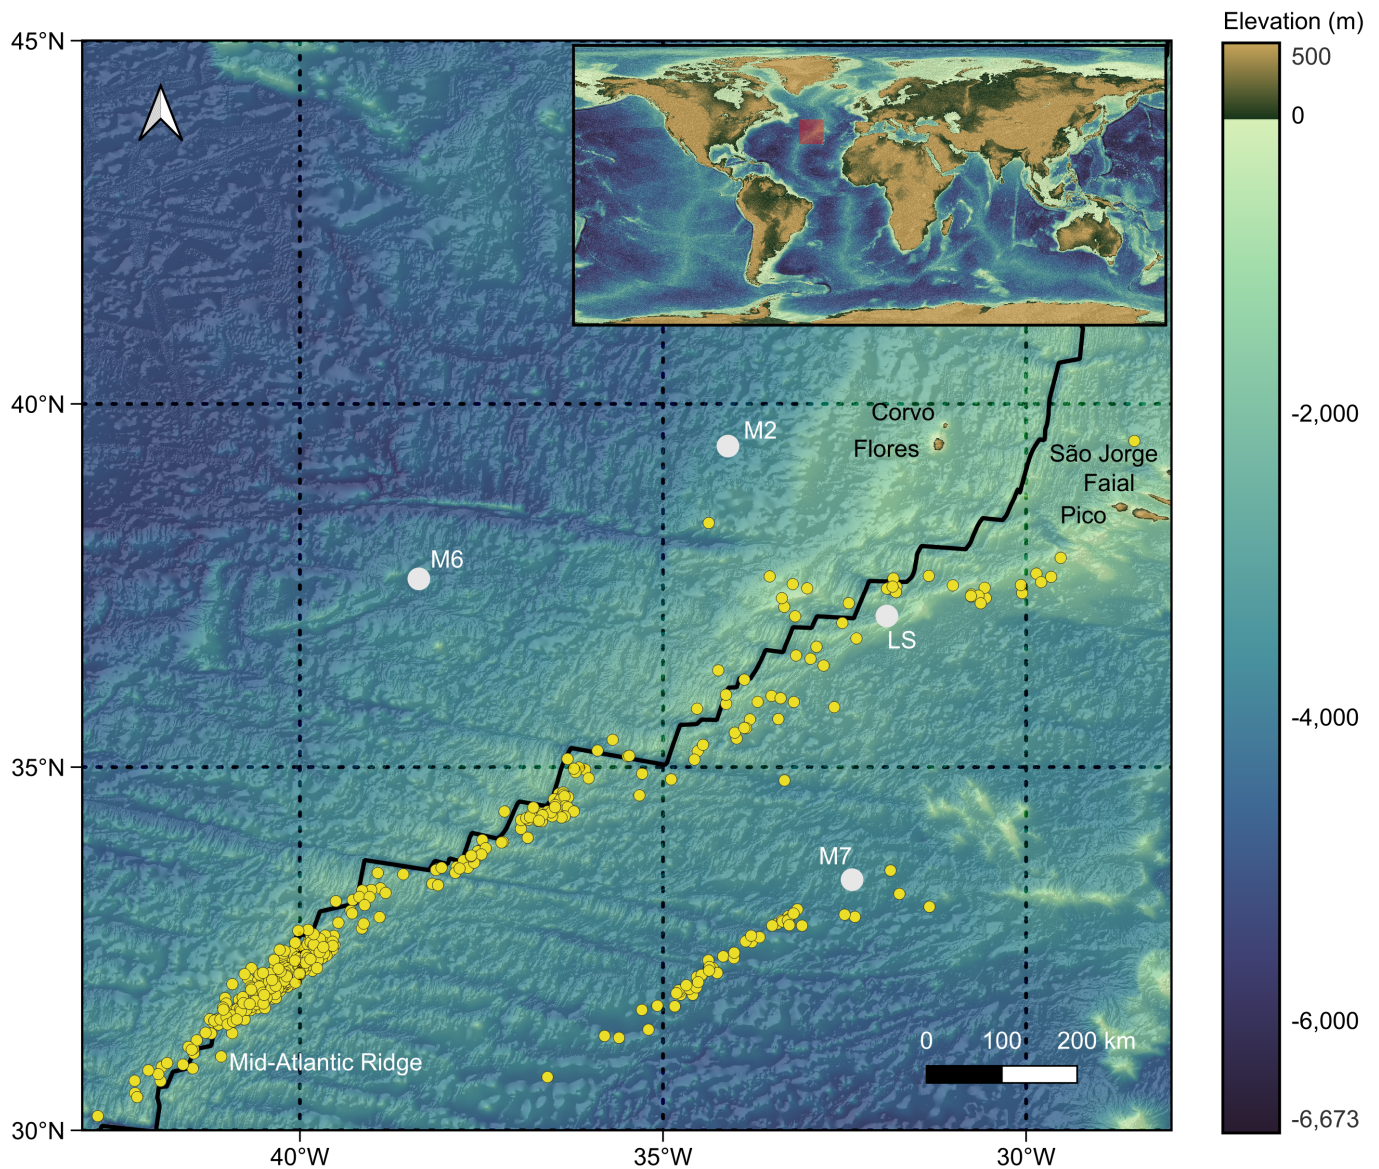 Elevation (m)
45°N
500
0
40°N
Corvo
-2,000
M2
Flores
São Jorge
Faial
Pico
M6
LS
-4,000
35°N
M7
-6,000
0 100 200 km
Mid-Atlantic Ridge
-6,673
30°N
40°W 35°W 30°W